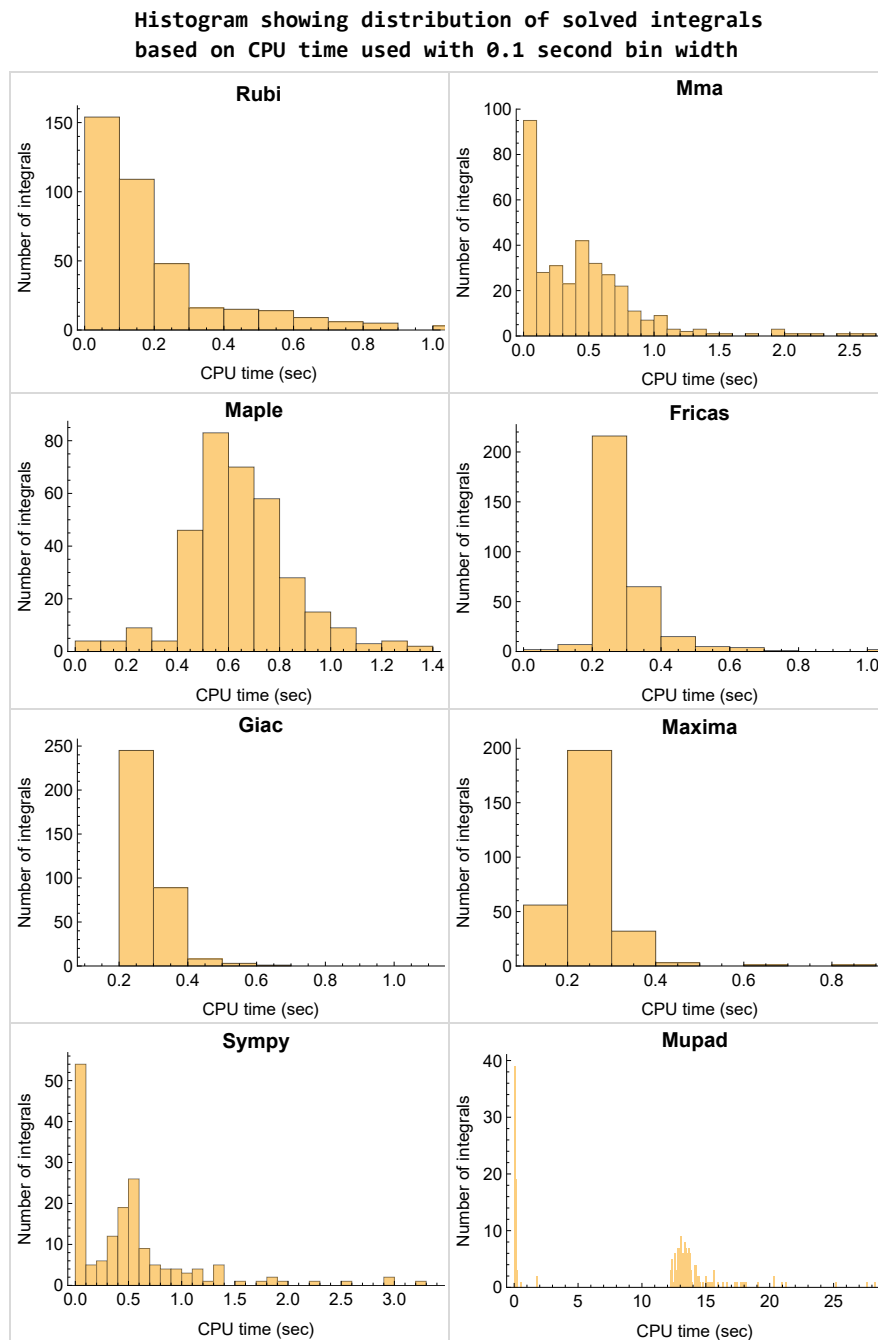 Histogram showing distribution of solved integrals
based on CPU time used with 0.1 second bin width
Rubi
Number of integrals
150
100
50
0
0.0 0.2 0.4 0.6 0.8 1.0
CPU time (sec)
Mma
Number of integrals
100
80
60
40
20
0
0.0 0.5 1.0 1.5 2.0 2.5
CPU time (sec)
Maple
Number of integrals
80
60
40
20
0
0.0 0.2 0.4 0.6 0.8 1.0 1.2 1.4
CPU time (sec)
Fricas
Number of integrals
200
150
100
50
0
0.0 0.2 0.4 0.6 0.8 1.0
CPU time (sec)
Giac
Number of integrals
250
200
150
100
50
0
0.2 0.4 0.6 0.8 1.0
CPU time (sec)
Maxima
Number of integrals
200
150
100
50
0
0.2 0.4 0.6 0.8
CPU time (sec)
Sympy
Number of integrals
50
40
30
20
10
0
0.0 0.5 1.0 1.5 2.0 2.5 3.0
CPU time (sec)
Mupad
Number of integrals
40
30
20
10
0
0 5 10 15 20 25
CPU time (sec)